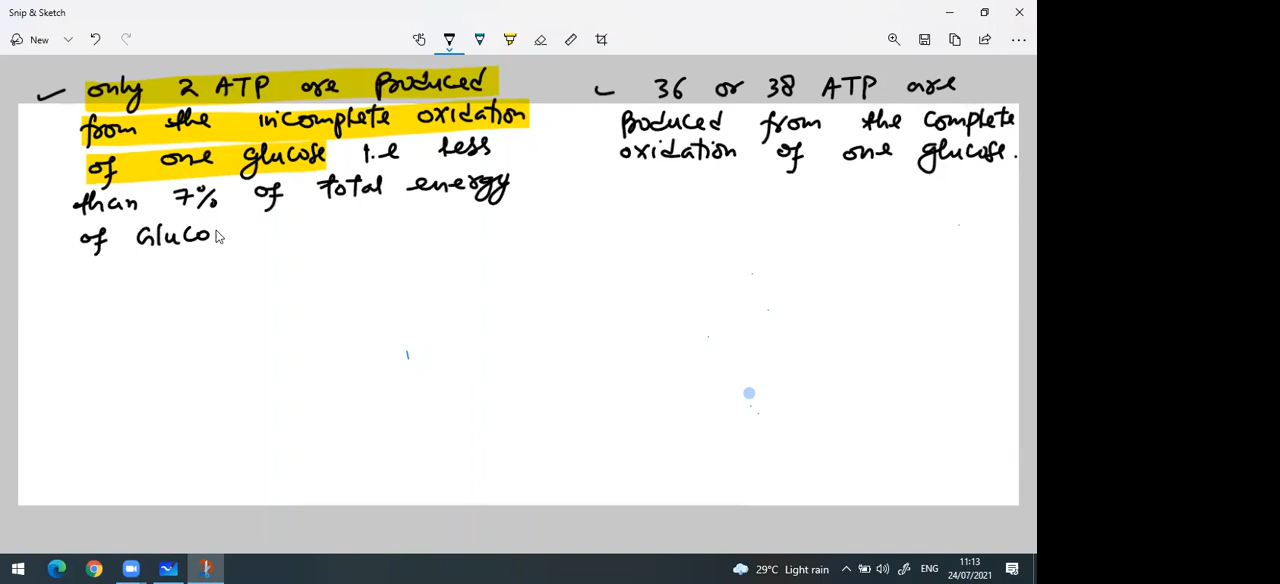 Snip & Sketch
New
only 2 ATP are Produced
from the incomplete oxidation
of one glucose I.e less
than 7% of total energy
of Gluco
36 or 38 ATP are
Produced from the complete
oxidation of one glucose.
29°C Light rain
ENG
11:13
24/07/2021